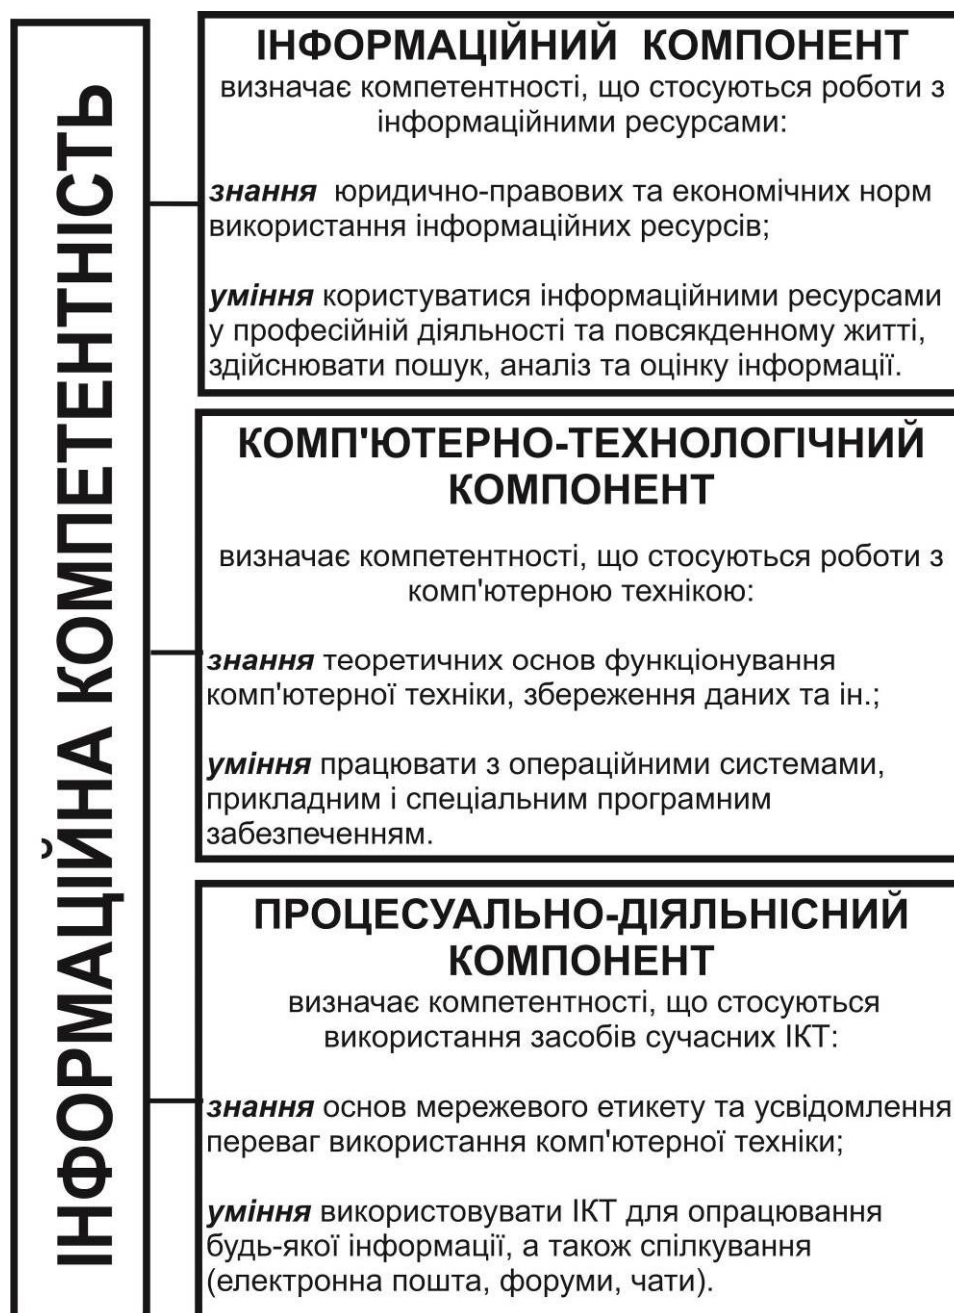 ІНФОРМАЦІЙНА КОМПЕТЕНТНІСТЬ
ІНФОРМАЦІЙНИЙ КОМПОНЕНТ
визначає компетентності, що стосуються роботи з
інформаційними ресурсами:
знання юридично-правових та економічних норм
використання інформаційних ресурсів;
уміння користуватися інформаційними ресурсами
у професійній діяльності та повсякденному житті,
здійснювати пошук, аналіз та оцінку інформації.
КОМП'ЮТЕРНО-ТЕХНОЛОГІЧНИЙ
КОМПОНЕНТ
визначає компетентності, що стосуються роботи з
комп'ютерною технікою:
знання теоретичних основ функціонування
комп'ютерної техніки, збереження даних та ін.;
уміння працювати з операційними системами,
прикладним і спеціальним програмним
забезпеченням.
ПРОЦЕСУАЛЬНО-ДІЯЛЬНІСНИЙ
КОМПОНЕНТ
визначає компетентності, що стосуються
використання засобів сучасних ІКТ:
знання основ мережевого етикету та усвідомлення
переваг використання комп'ютерної техніки;
уміння використовувати ІКТ для опрацювання
будь-якої інформації, а також спілкування
(електронна пошта, форуми, чати).